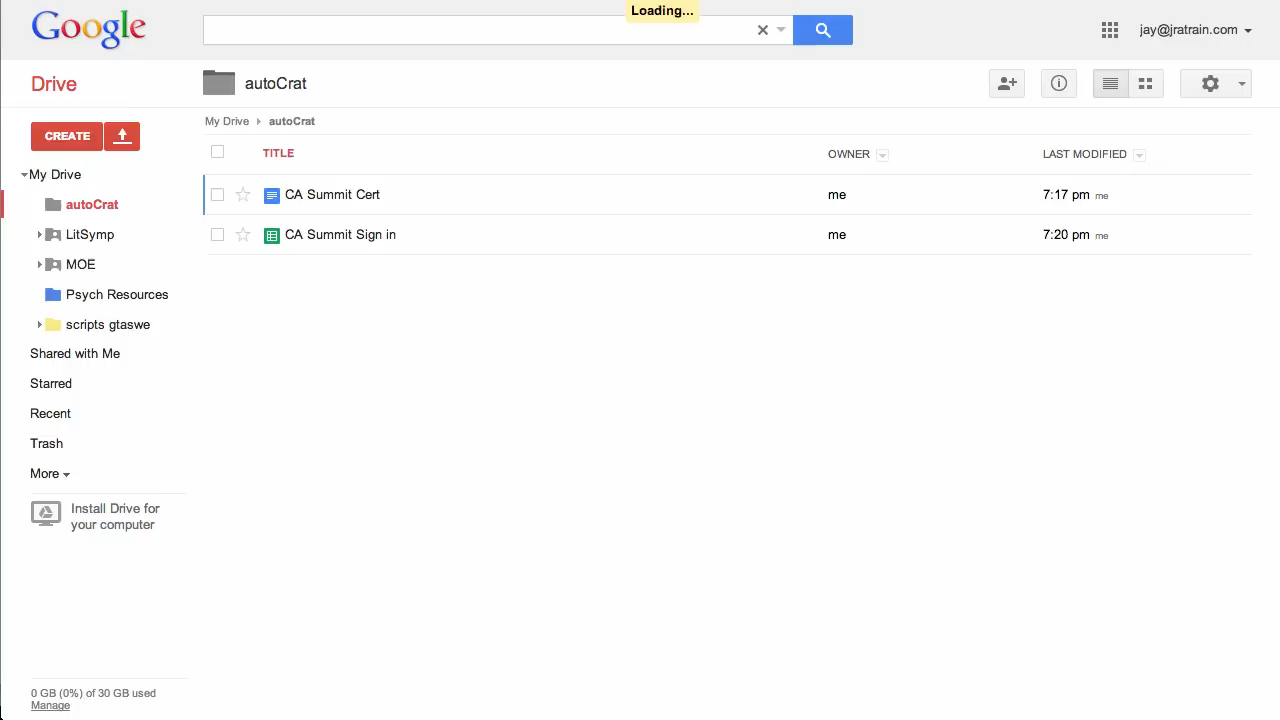 Loading...
Google
jay@jratrain.com
Drive
autoCrat
My Drive autoCrat
CREATE
TITLE OWNER LAST MODIFIED
My Drive
CA Summit Cert me 7:17 pm me
autoCrat
CA Summit Sign in me 7:20 pm me
LitSymp
MOE
Psych Resources
scripts gtaswe
Shared with Me
Starred
Recent
Trash
More
Install Drive for
your computer
0 GB (0%) of 30 GB used
Manage